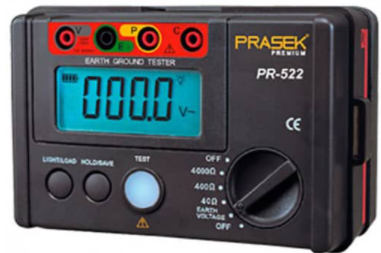 V
E
P
C
EARTH GROUND TESTER
PRASEK
PREMIUM
PR-522
000.0 V~
CE
LIGHT/LOAD HOLD/SAVE TEST
OFF
4000Ω
400Ω
40Ω
EARTH
VOLTAGE
OFF